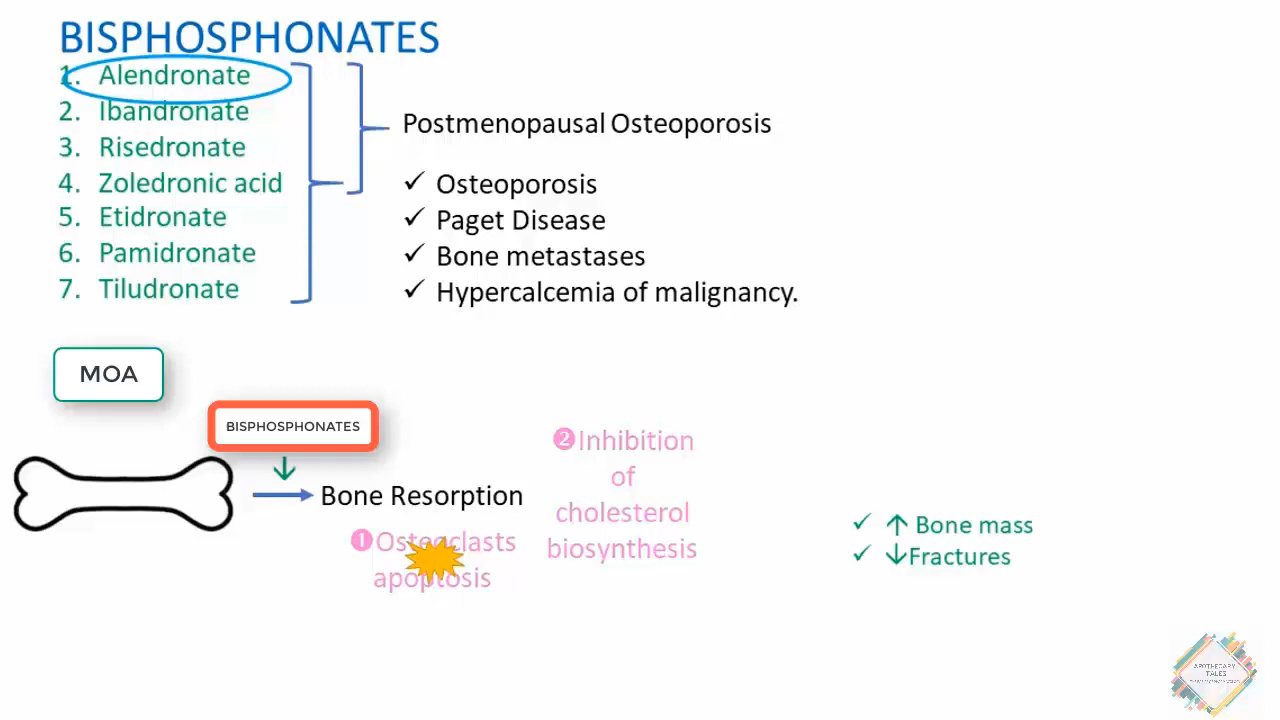 BISPHOSPHONATES
1. Alendronate
2. Ibandronate
3. Risedronate
4. Zoledronic acid
5. Etidronate
6. Pamidronate
7. Tiludronate
Postmenopausal Osteoporosis
✓ Osteoporosis
✓ Paget Disease
✓ Bone metastases
✓ Hypercalcemia of malignancy.
MOA
BISPHOSPHONATES
↓
Bone Resorption
❶Osteoclasts
apoptosis
❷Inhibition
of
cholesterol
biosynthesis
✓ ↑ Bone mass
✓ ↓Fractures
APOTHECARY
TALES